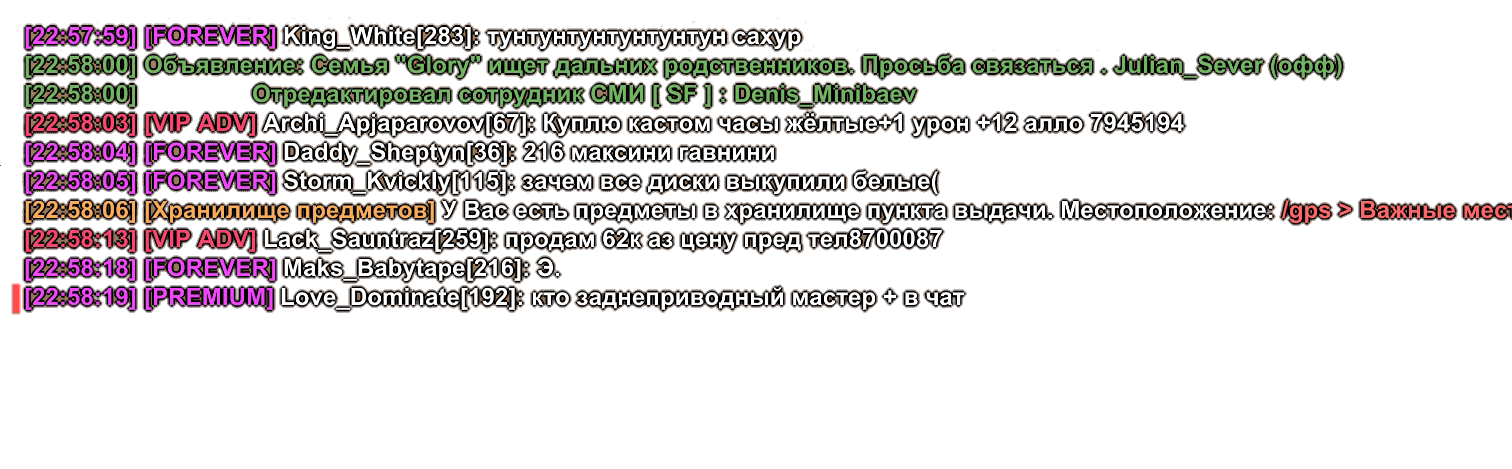 [22:57:59] [FOREVER] King_White[283]: тунтунтунтунтунтун сахур
[22:58:00] Объявление: Семья "Glory" ищет дальних родственников. Просьба связаться . Julian_Sever (офф)
[22:58:00] Отредактировал сотрудник СМИ [ SF ] : Denis_Minibaev
[22:58:03] [VIP ADV] Archi_Apjaparovov[67]: Куплю кастом часы жёлтые+1 урон +12 алло 7945194
[22:58:04] [FOREVER] Daddy_Sheptyn[36]: 216 максини гавнини
[22:58:05] [FOREVER] Storm_Kvickly[115]: зачем все диски выкупили белые(
[22:58:06] [Хранилище предметов] У Вас есть предметы в хранилище пункта выдачи. Местоположение: /gps > Важные мест
[22:58:13] [VIP ADV] Lack_Sauntraz[259]: продам 62к аз цену пред тел8700087
[22:58:18] [FOREVER] Maks_Babytape[216]: Э.
[22:58:19] [PREMIUM] Love_Dominate[192]: кто заднеприводный мастер + в чат